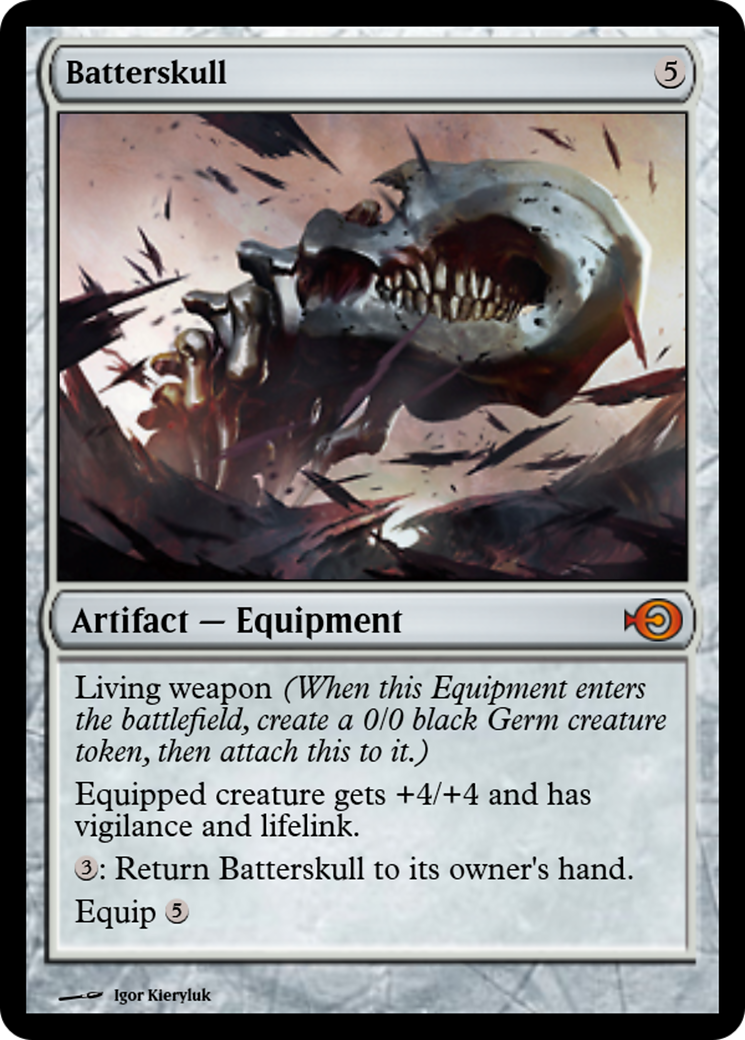 Batterskull 5
Artifact — Equipment
Living weapon (When this Equipment enters
the battlefield, create a 0/0 black Germ creature
token, then attach this to it.)
Equipped creature gets +4/+4 and has
vigilance and lifelink.
3: Return Batterskull to its owner's hand.
Equip 5
Igor Kieryluk